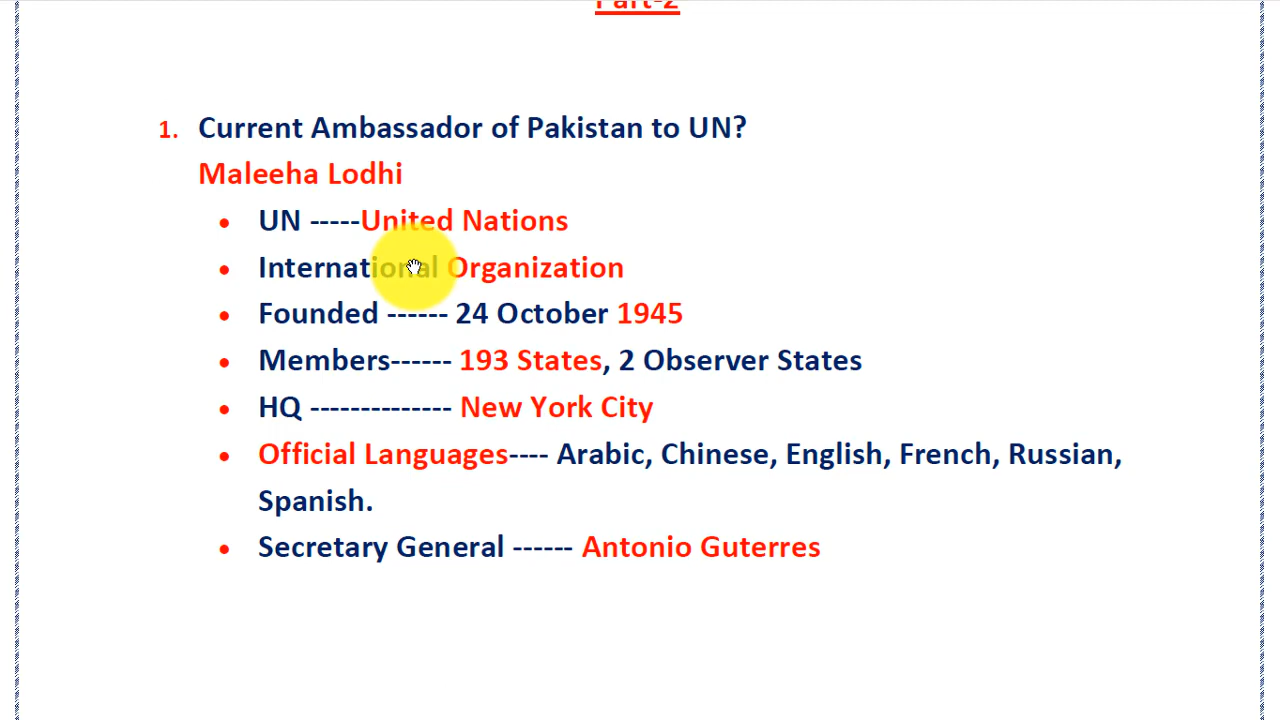 Part-2
1. Current Ambassador of Pakistan to UN?
Maleeha Lodhi
• UN -----United Nations
• International Organization
• Founded ------ 24 October 1945
• Members------ 193 States, 2 Observer States
• HQ -------------- New York City
• Official Languages---- Arabic, Chinese, English, French, Russian,
Spanish.
• Secretary General ------ Antonio Guterres